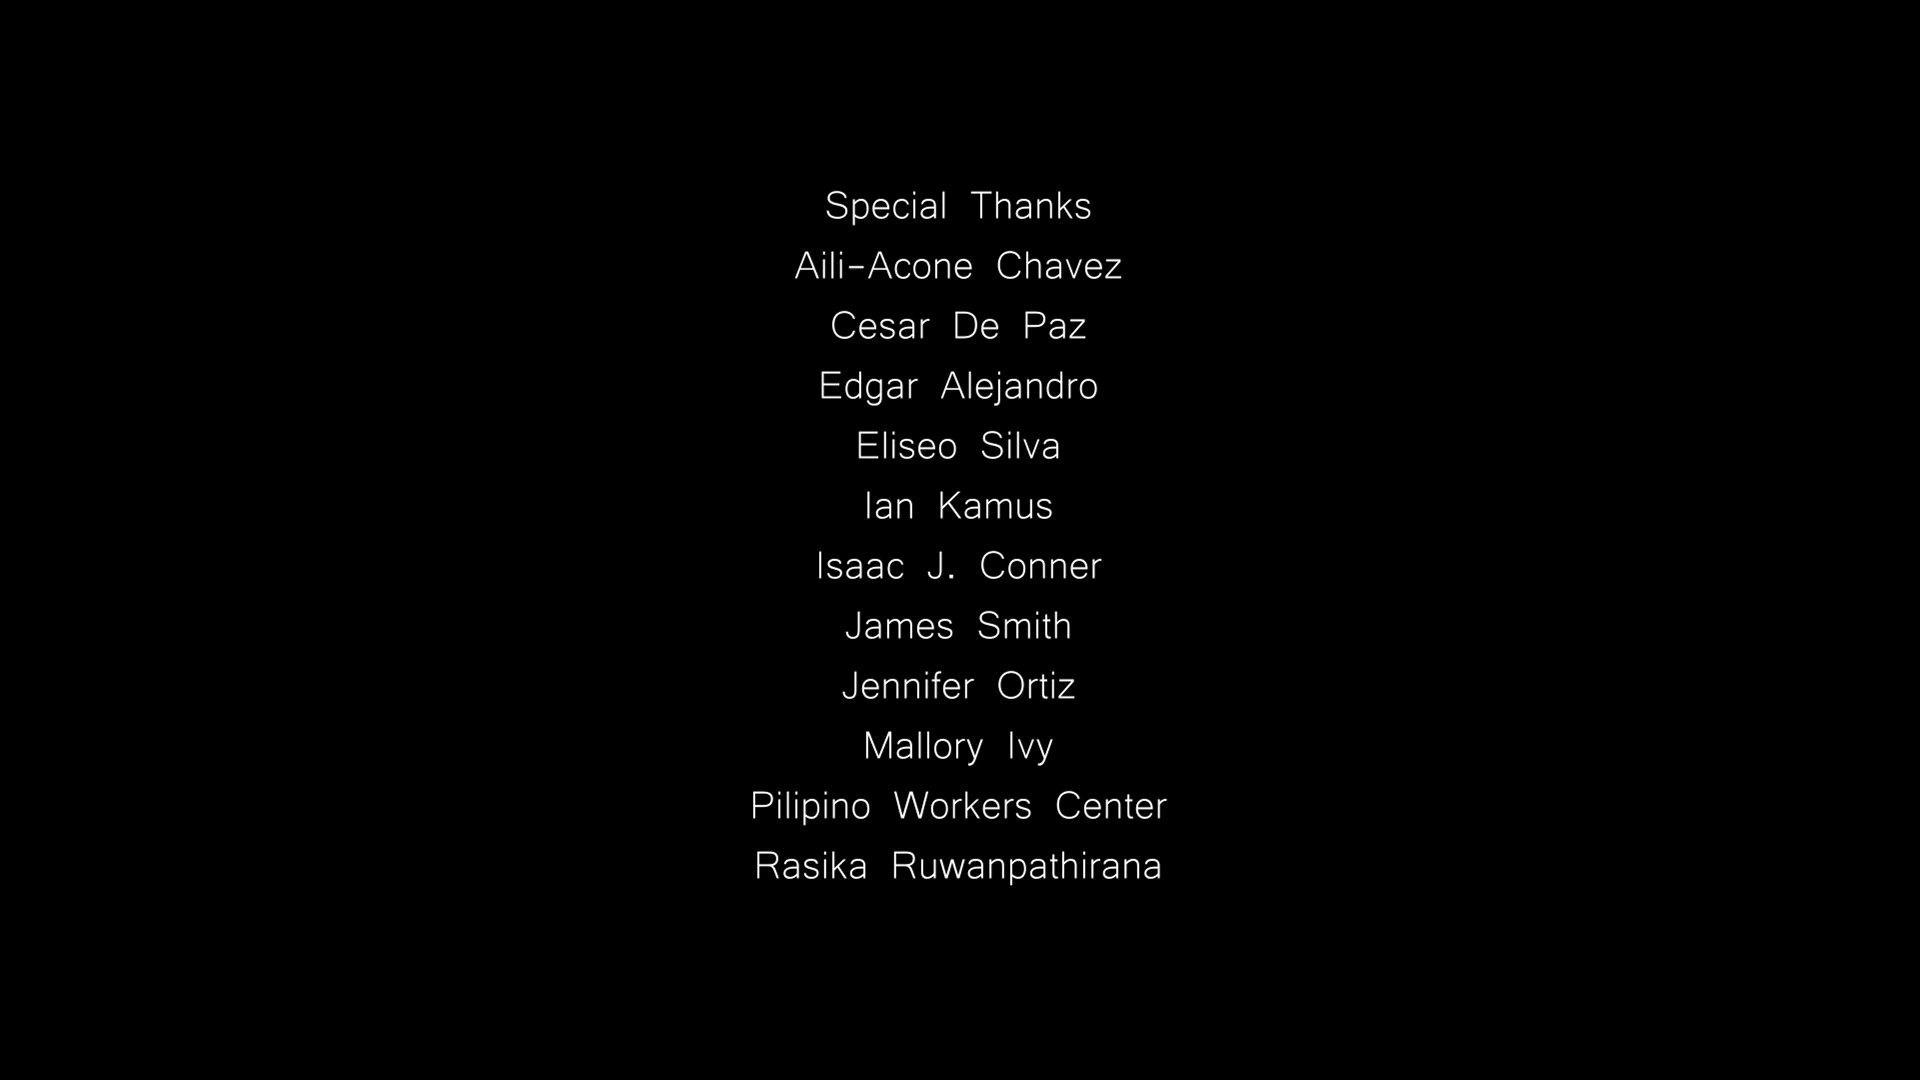 Special Thanks
Aili-Acone Chavez
Cesar De Paz
Edgar Alejandro
Eliseo Silva
Ian Kamus
Isaac J. Conner
James Smith
Jennifer Ortiz
Mallory Ivy
Pilipino Workers Center
Rasika Ruwanpathirana